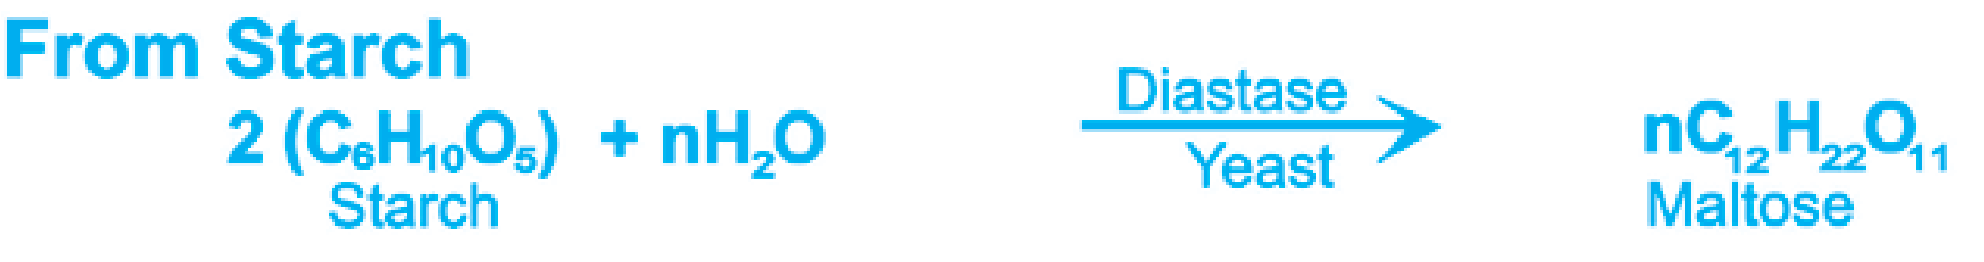 From Starch
Diastase
2 (C₆H₁₀O₅) + nH₂O nC₁₂H₂₂O₁₁
Yeast
Starch Maltose